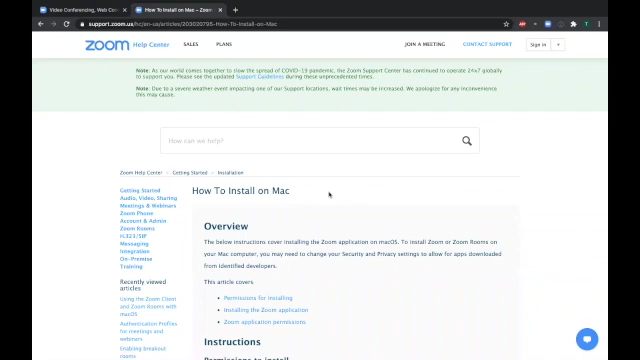 Video Conferencing, Web Con
How To Install on Mac – Zoom
support.zoom.us/hc/en-us/articles/203020795-How-To-Install-on-Mac
zoom Help Center SALES PLANS JOIN A MEETING CONTACT SUPPORT Sign in
Note: As our world comes together to slow the spread of COVID-19 pandemic, the Zoom Support Center has continued to operate 24x7 globally
to support you. Please see the updated Support Guidelines during these unprecedented times.
Note: Due to a severe weather event impacting one of our Support locations, wait times may be increased. We apologize for any inconvenience
this may cause.
How can we help?
Zoom Help Center > Getting Started > Installation
Getting Started
Audio, Video, Sharing
Meetings & Webinars
Zoom Phone
Account & Admin
Zoom Rooms
H.323/SIP
Messaging
Integration
On-Premise
Training
Recently viewed
articles
Using the Zoom Client
and Zoom Rooms with
macOS
Authentication Profiles
for meetings and
webinars
Enabling breakout
rooms
How To Install on Mac
Overview
The below instructions cover installing the Zoom application on macOS. To install Zoom or Zoom Rooms on
your Mac computer, you may need to change your Security and Privacy settings to allow for apps downloaded
from identified developers.
This article covers:
• Permissions for installing
• Installing the Zoom application
• Zoom application permissions
Instructions
Permissions to install